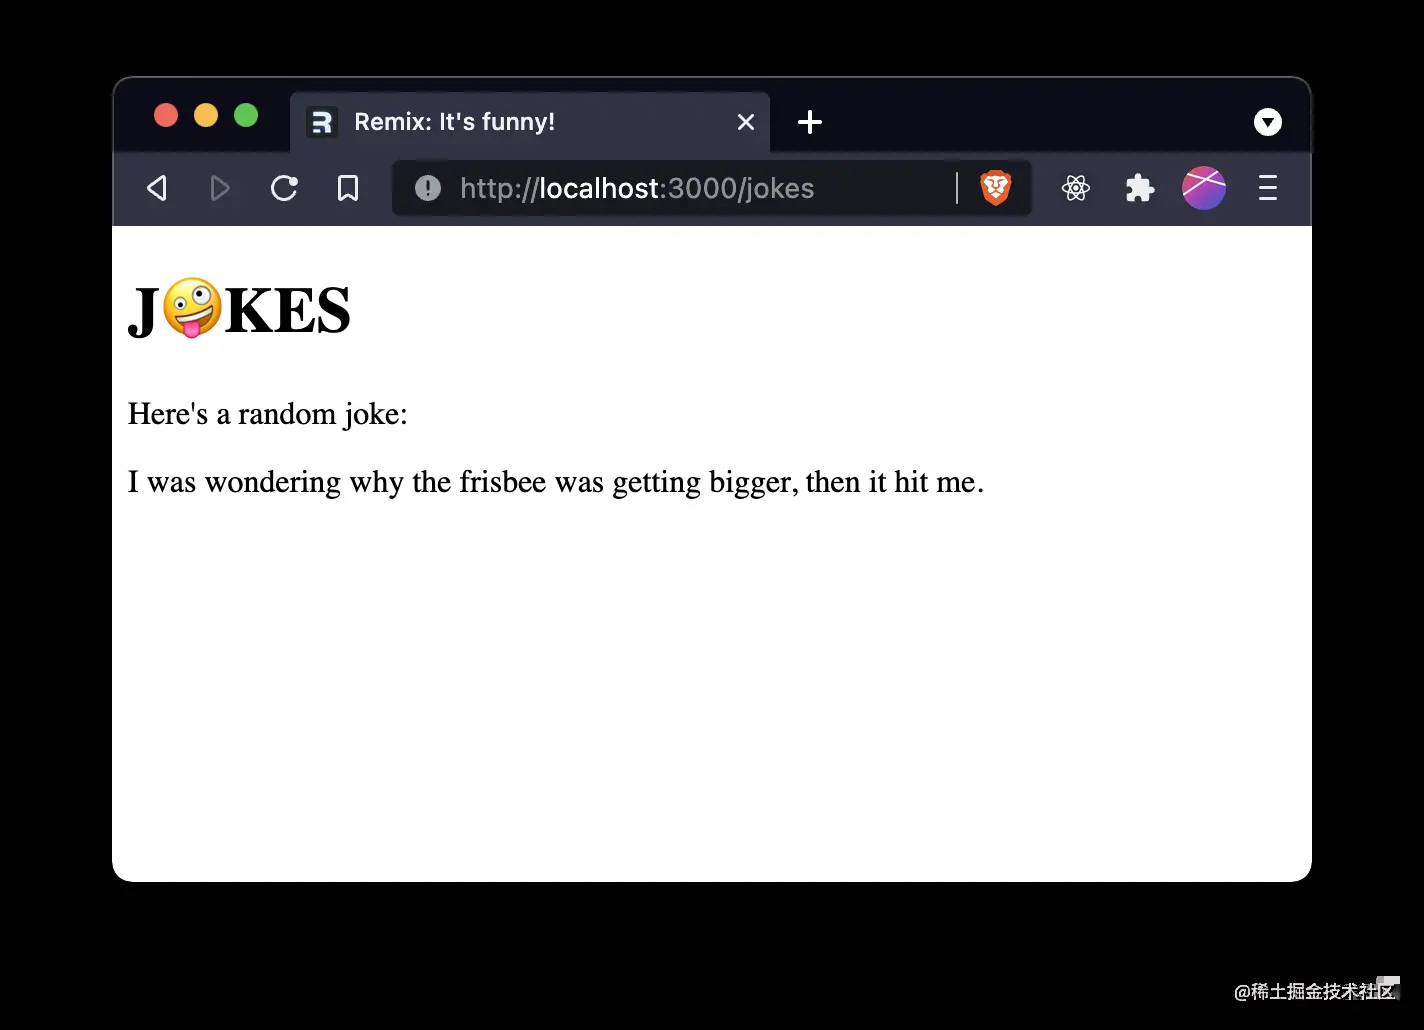 Remix: It's funny!
http://localhost:3000/jokes
J🤪KES
Here's a random joke:
I was wondering why the frisbee was getting bigger, then it hit me.
@稀土掘金技术社区